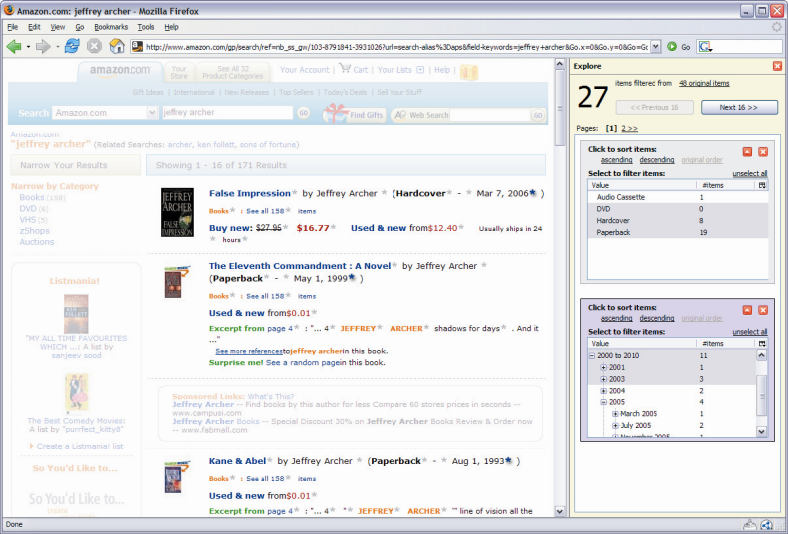 Amazon.com: jeffrey archer - Mozilla Firefox
File Edit View Go Bookmarks Tools Help
http://www.amazon.com/gp/search/ref=nb_ss_gw/103-8791841-3931026?url=search-alias%3Daps&field-keywords=jeffrey+archer&Go.x=0&Go.y=0&Go=Go
Go
amazon.com
Your Store
See All 32 Product Categories
Your Account | Cart | Your Lists | Help |
Gift Ideas | International | New Releases | Top Sellers | Today's Deals | Sell Your Stuff
Search Amazon.com jeffrey archer GO Find Gifts Web Search GO
Amazon.com
"jeffrey archer" (Related Searches: archer, ken follett, sons of fortune)
Narrow Your Results
Showing 1 - 16 of 171 Results
Narrow by Category
Books (158)
DVD (6)
VHS (5)
zShops
Auctions
Listmania!
"MY ALL TIME FAVOURITES
WHICH ...: A list by
sanjeev sood
The Best Comedy Movies:
A list by "purrfect_kitty8"
Create a Listmania! list
So You'd Like to...
So You'd Like to...
JEFFREY
ARCHER
FALSE
IMPRESSION
False Impression* by Jeffrey Archer * (Hardcover* - * Mar 7, 2006* )
Books* : See all 158* items
Buy new: $27.95* $16.77* Used & new from$12.40* Usually ships in 24
* hours*
The Eleventh Commandment : A Novel* by Jeffrey Archer *
(Paperback* - * May 1, 1999* )
Books* : See all 158* items
Used & new from$0.01*
Excerpt from page 4* : "... 4* JEFFREY* ARCHER* shadows for days* . And it
..."
See more referencestojeffrey archerin this book.
Surprise me! See a random pagein this book.
Sponsored Links: What's This?
Jeffrey Archer -- Find books by this author for less Compare 60 stores prices in seconds --
www.campusi.com
Jeffrey Archer Books -- Special Discount 30% on Jeffrey Archer Books Review & Order now
-- www.fabmall.com
Kane & Abel* by Jeffrey Archer * (Paperback* - * Aug 1, 1993* )
Books* : See all 158* items
Used & new from$0.01*
Excerpt from page 4* : "... 4* "* JEFFREY* ARCHER* "' line of vision all the
Explore
27 items filtered from 48 original items
<< Previous 16
Next 16 >>
Pages: [1] 2 >>
Click to sort items:
ascending descending original order
Select to filter items: unselect all
Value #items
Audio Cassette 1
DVD 0
Hardcover 8
Paperback 19
Click to sort items:
ascending descending original order
Select to filter items: unselect all
Value #items
2000 to 2010 11
2001 1
2003 3
2004 2
2005 4
March 2005 1
July 2005 2
November 2005 1
Done